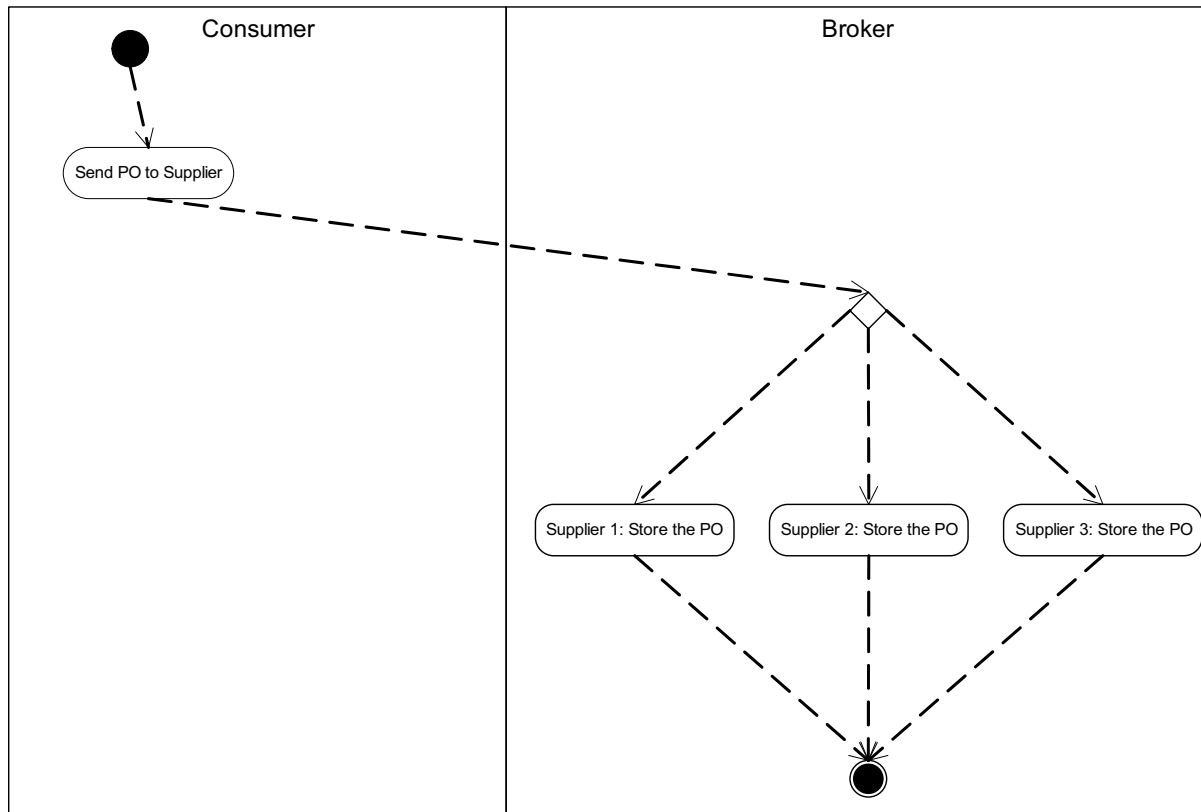 Consumer
Broker
Send PO to Supplier
Supplier 1: Store the PO
Supplier 2: Store the PO
Supplier 3: Store the PO